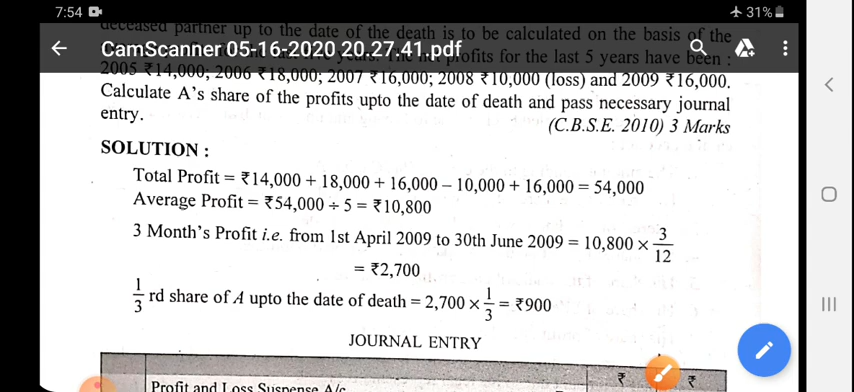 7:54
31%
deceased partner up to the date of the death is to be calculated on the basis of the
CamScanner 05-16-2020 20.27.41.pdf
profits for the last 5 years have been :
2005 ₹14,000; 2006 ₹18,000; 2007 ₹16,000; 2008 ₹10,000 (loss) and 2009 ₹16,000.
Calculate A's share of the profits upto the date of death and pass necessary journal
entry.
(C.B.S.E. 2010) 3 Marks
SOLUTION :
Total Profit = ₹14,000 + 18,000 + 16,000 – 10,000 + 16,000 = 54,000
Average Profit = ₹54,000 ÷ 5 = ₹10,800
3 Month's Profit i.e. from 1st April 2009 to 30th June 2009 = 10,800 × 3/12
= ₹2,700
1/3 rd share of A upto the date of death = 2,700 × 1/3 = ₹900
JOURNAL ENTRY
₹ ₹
Profit and Loss Suspense A/c